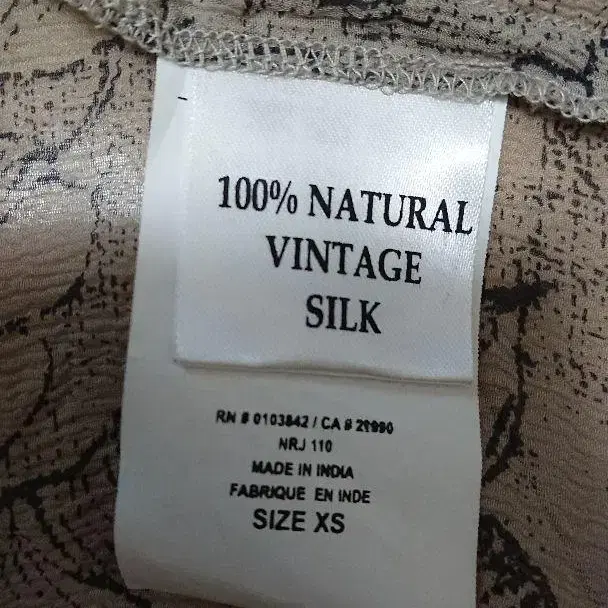 100% NATURAL
VINTAGE
SILK
RN # 0103842 / CA # 21990
NRJ 110
MADE IN INDIA
FABRIQUE EN INDE
SIZE XS